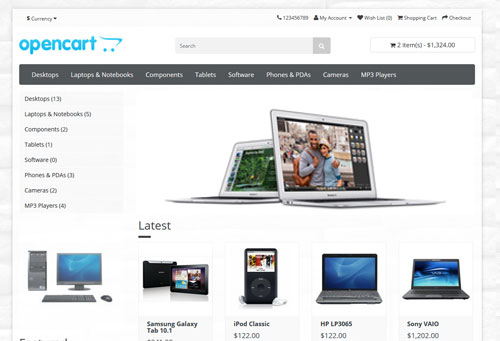 $ Currency
123456789 My Account Wish List (0) Shopping Cart Checkout
opencart
Search
2 item(s) - $1,324.00
Desktops Laptops & Notebooks Components Tablets Software Phones & PDAs Cameras MP3 Players
Desktops (13)
Laptops & Notebooks (5)
Components (2)
Tablets (1)
Software (0)
Phones & PDAs (3)
Cameras (2)
MP3 Players (4)
Latest
Samsung Galaxy
Tab 10.1
iPod Classic
$122.00
HP LP3065
$122.00
Sony VAIO
$1,202.00